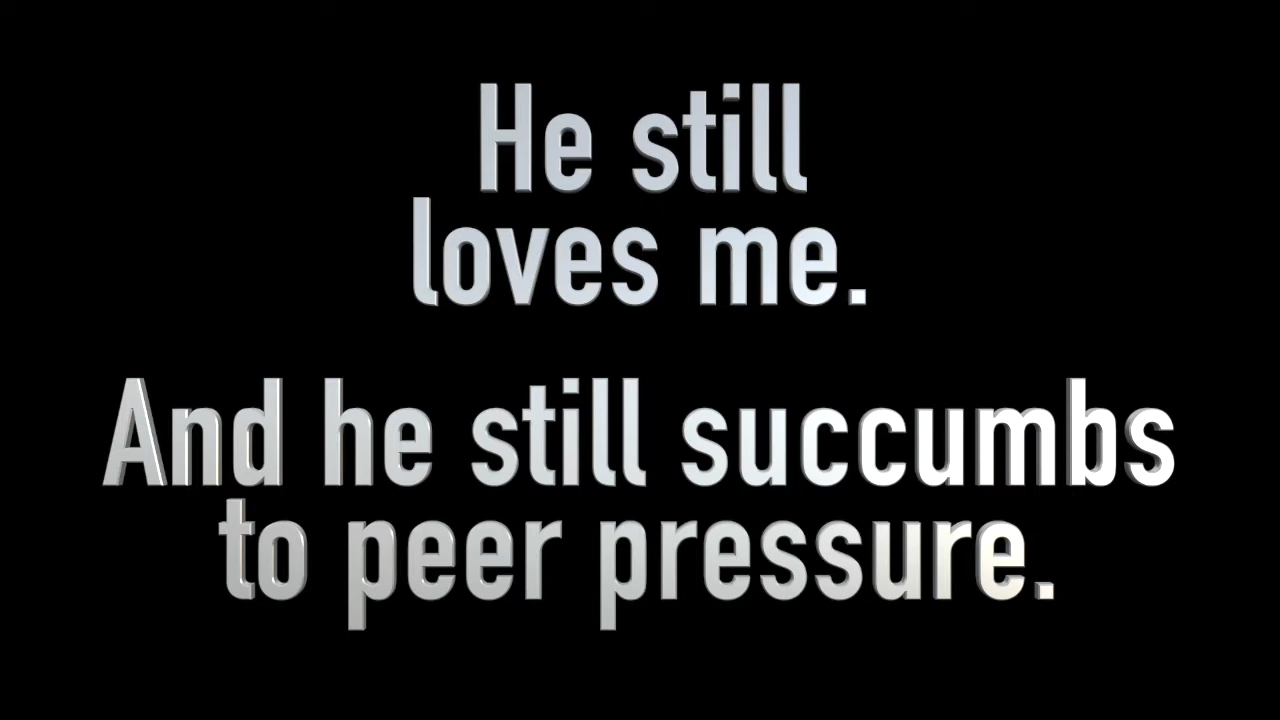 He still
loves me.
And he still succumbs
to peer pressure.